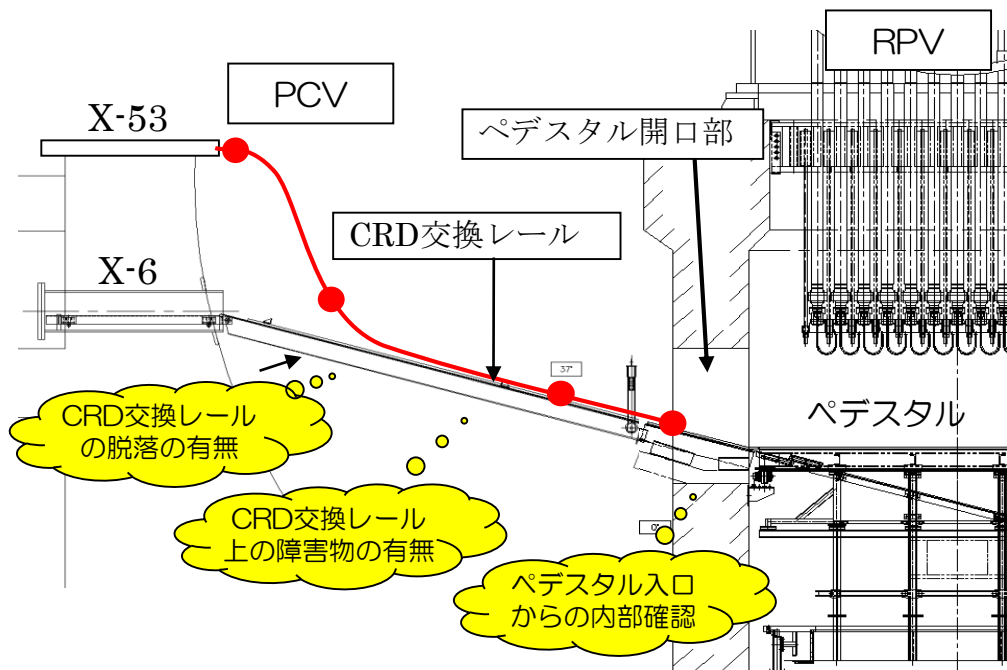 RPV
PCV
X-53
ペデスタル開口部
CRD交換レール
X-6
37°
CRD交換レール
の脱落の有無
ペデスタル
CRD交換レール
上の障害物の有無
0°
ペデスタル入口
からの内部確認